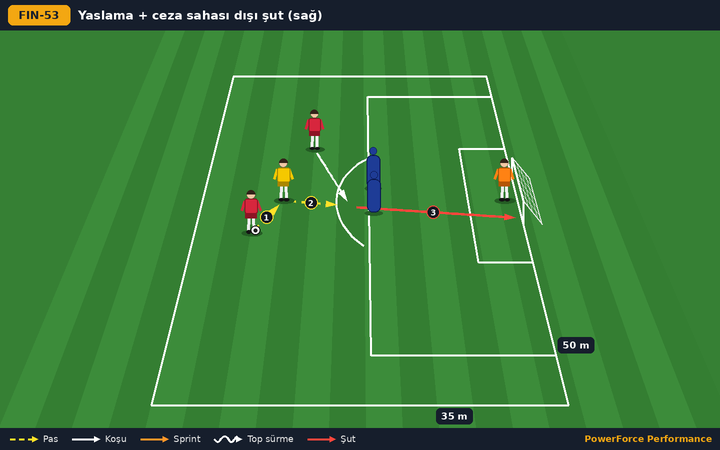 FIN-53
Yaslama + ceza sahası dışı şut (sağ)
1
2
3
50 m
35 m
Pas
Koşu
Sprint
Top sürme
Şut
PowerForce Performance